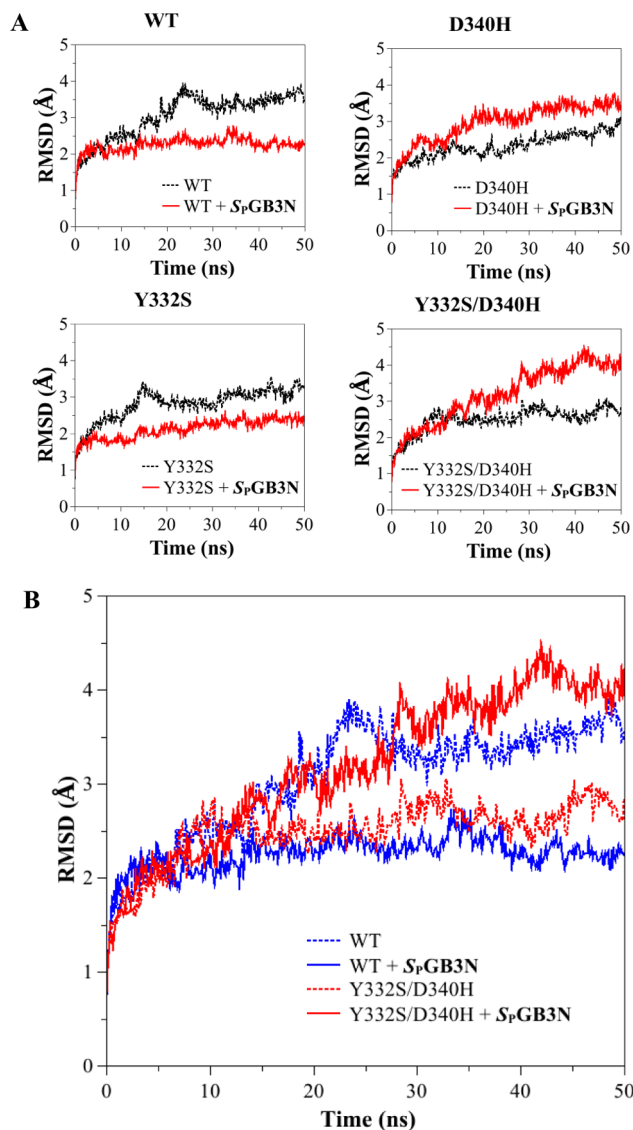 A
WT
RMSD (Å)
5
4
3
2
1
0
WT
WT + SPGB3N
0 10 20 30 40 50
Time (ns)
D340H
RMSD (Å)
5
4
3
2
1
0
D340H
D340H + SPGB3N
0 10 20 30 40 50
Time (ns)
Y332S
RMSD (Å)
5
4
3
2
1
0
Y332S
Y332S + SPGB3N
0 10 20 30 40 50
Time (ns)
Y332S/D340H
RMSD (Å)
5
4
3
2
1
0
Y332S/D340H
Y332S/D340H + SPGB3N
0 10 20 30 40 50
Time (ns)
B
RMSD (Å)
5
4
3
2
1
0
WT
WT + SPGB3N
Y332S/D340H
Y332S/D340H + SPGB3N
0 10 20 30 40 50
Time (ns)